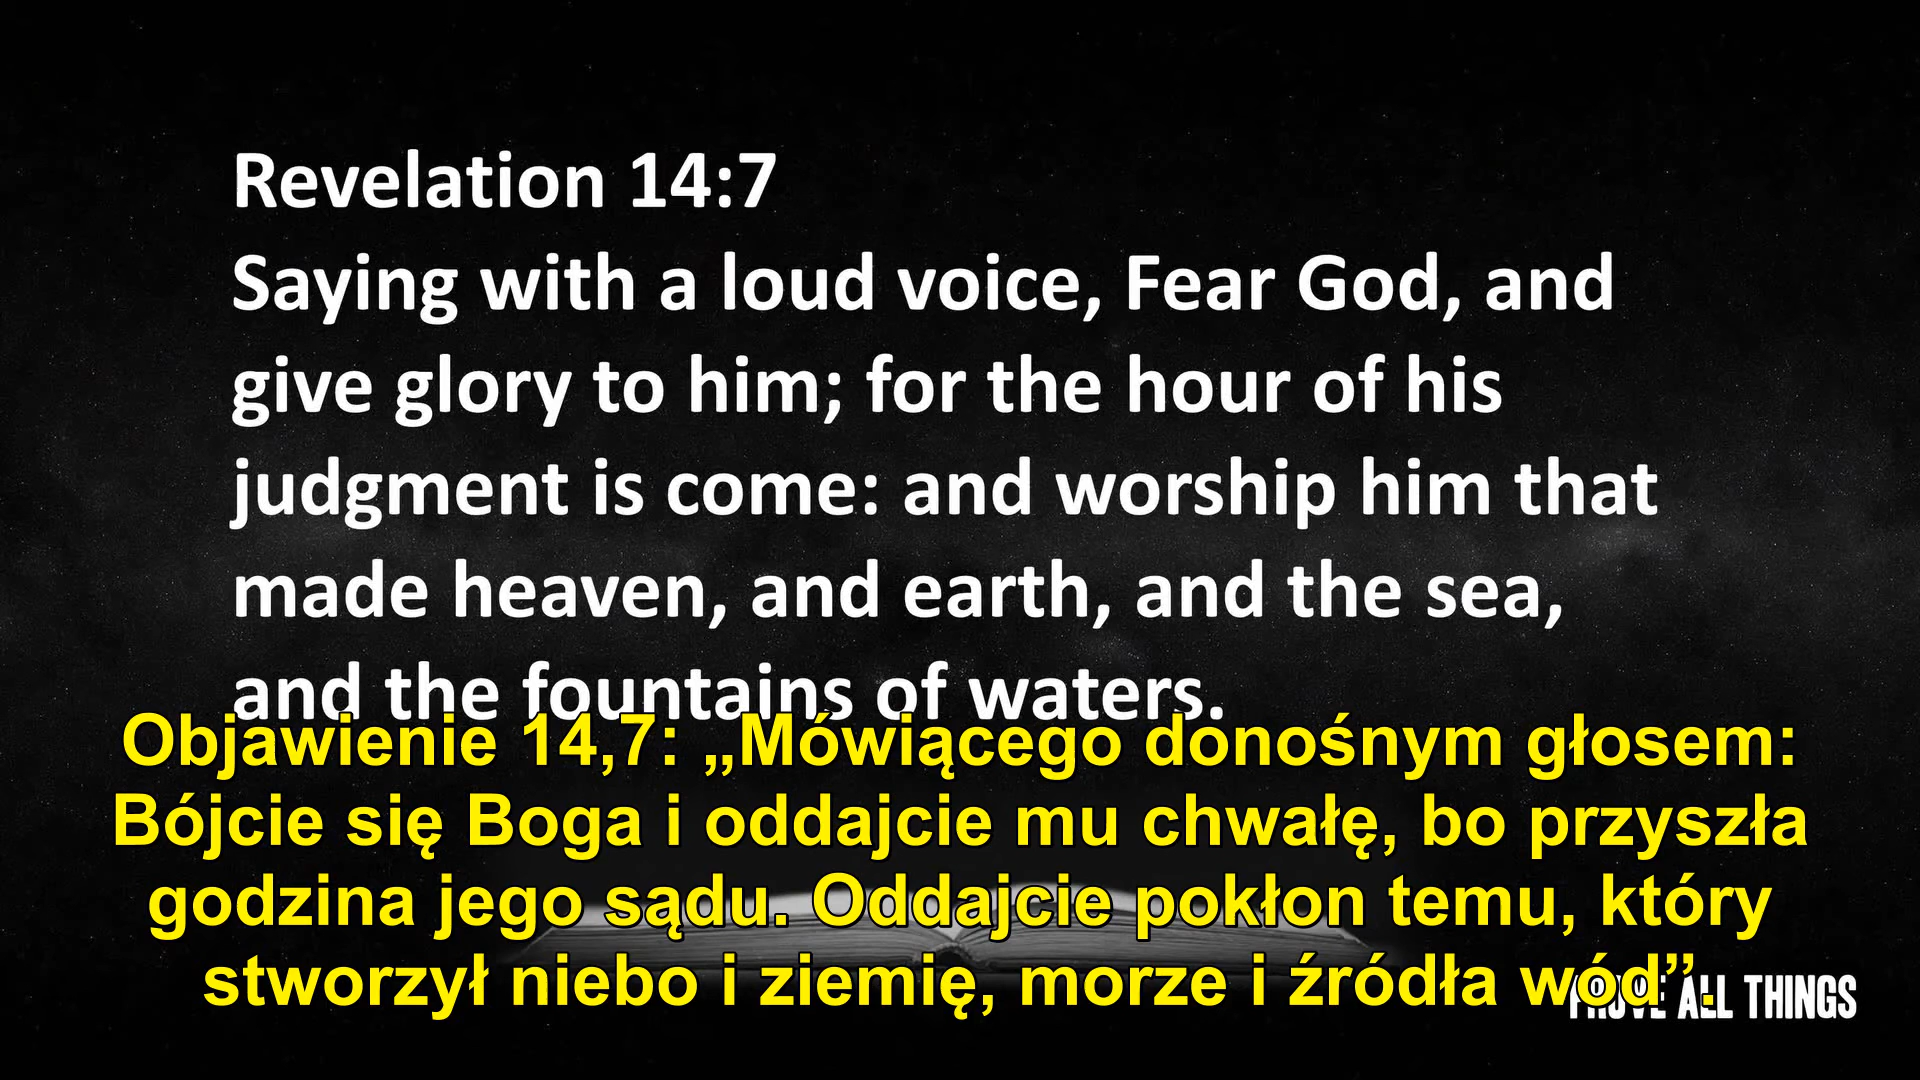 Revelation 14:7
Saying with a loud voice, Fear God, and
give glory to him; for the hour of his
judgment is come: and worship him that
made heaven, and earth, and the sea,
and the fountains of waters.
Objawienie 14,7: „Mówiącego donośnym głosem:
Bójcie się Boga i oddajcie mu chwałę, bo przyszła
godzina jego sądu. Oddajcie pokłon temu, który
stworzył niebo i ziemię, morze i źródła wód”.
PROVE ALL THINGS